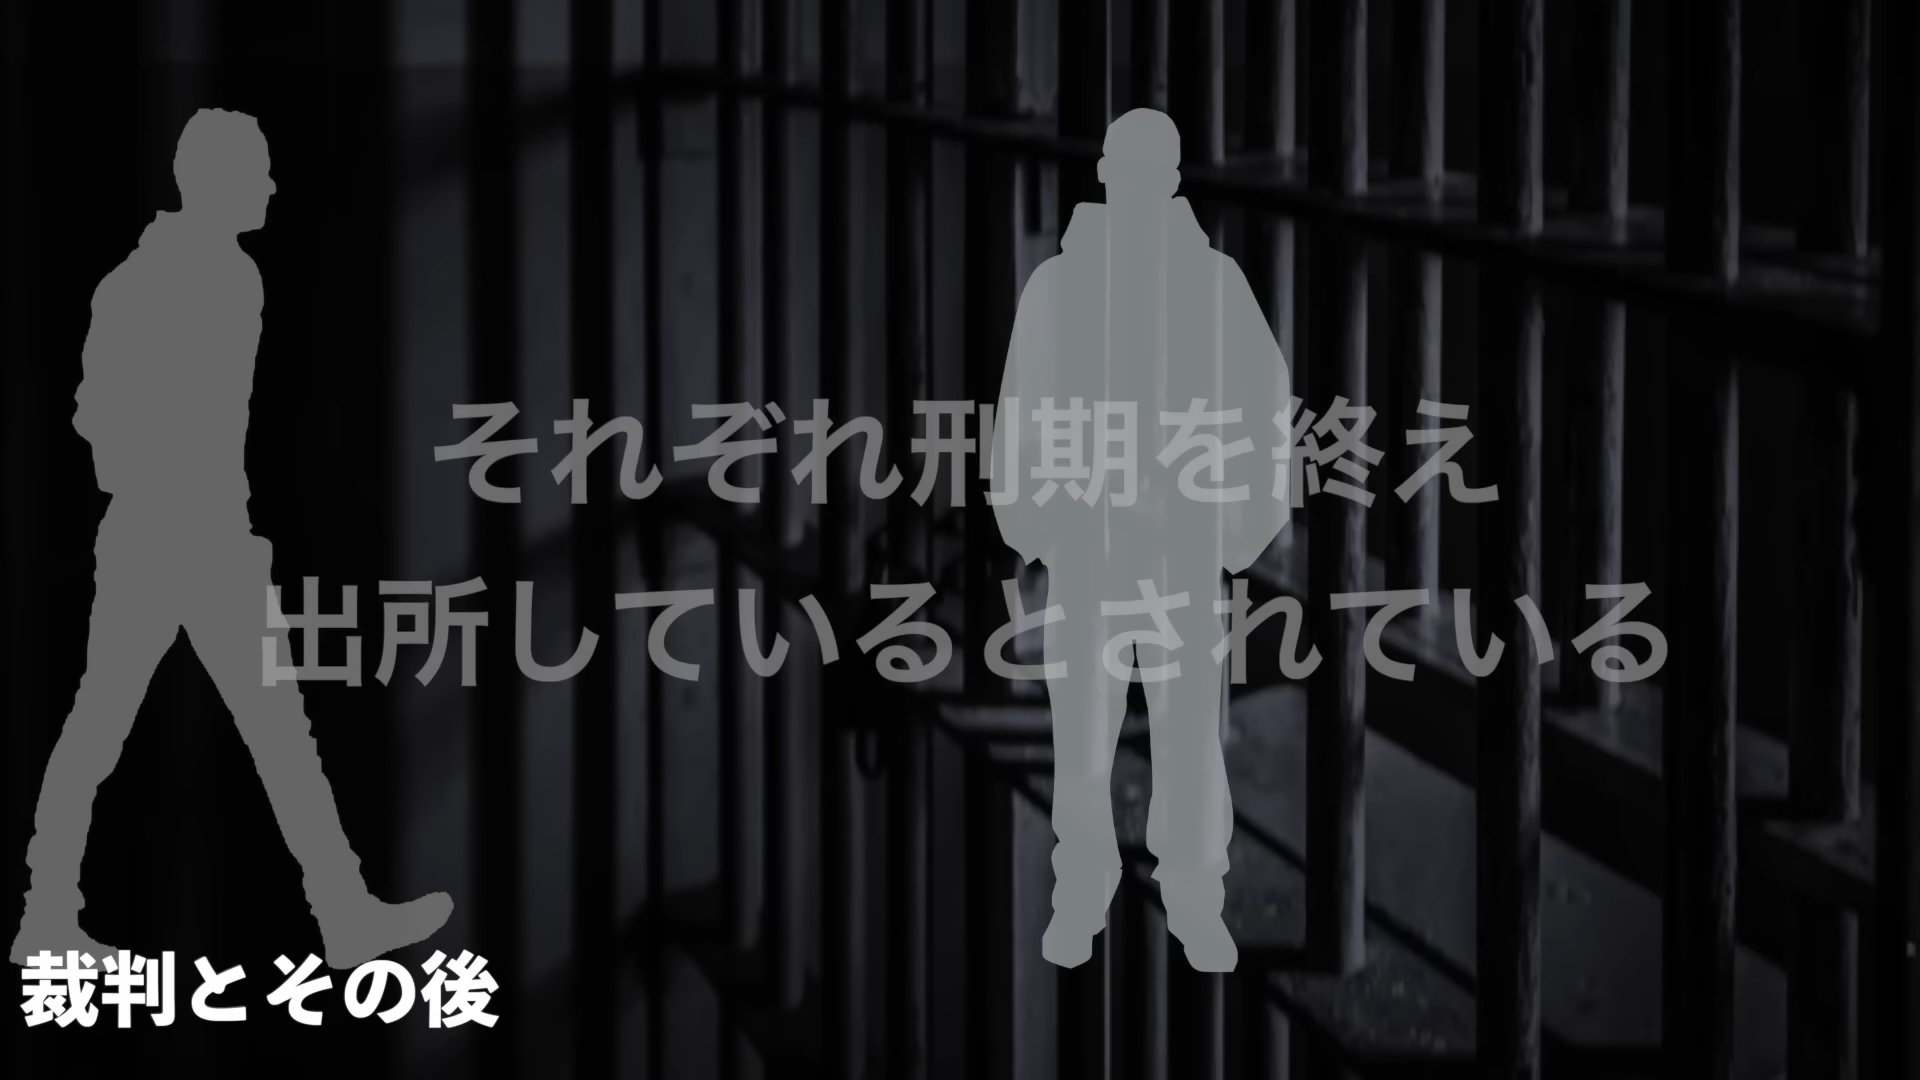 それぞれ刑期を終え
出所しているとされている
裁判とその後